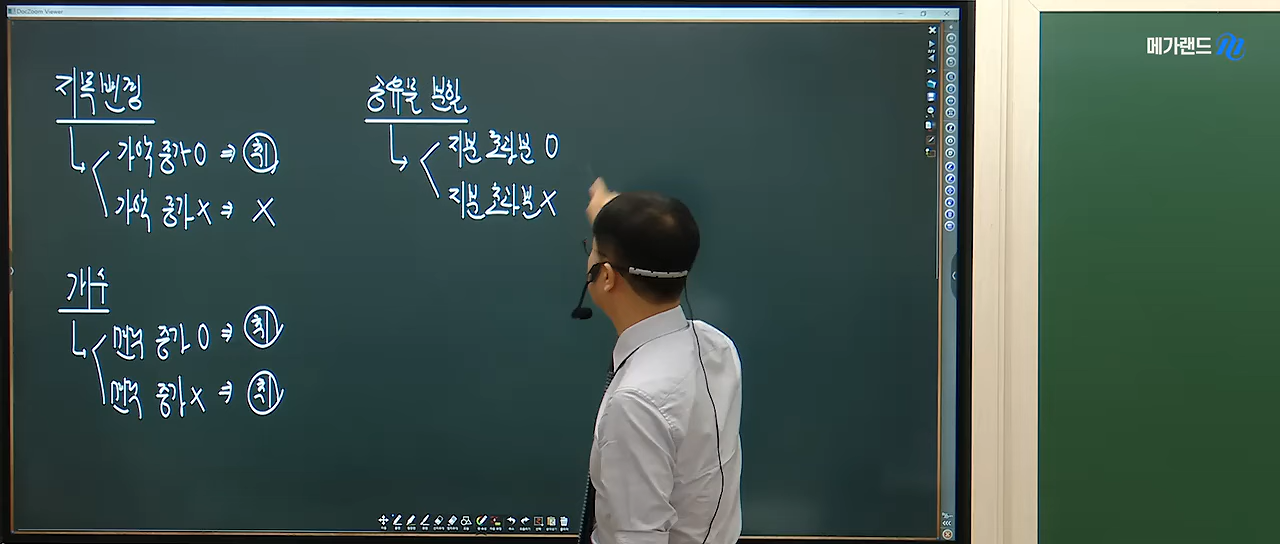 DocZoom_Viewer
메가랜드
지목변경
가액 증가 O ⇒ 취
가액 증가 X ⇒ X
개수
면적 증가 O ⇒ 취
면적 증가 X ⇒ 취
공유물 분할
지분 초과분 O
지분 초과분 X